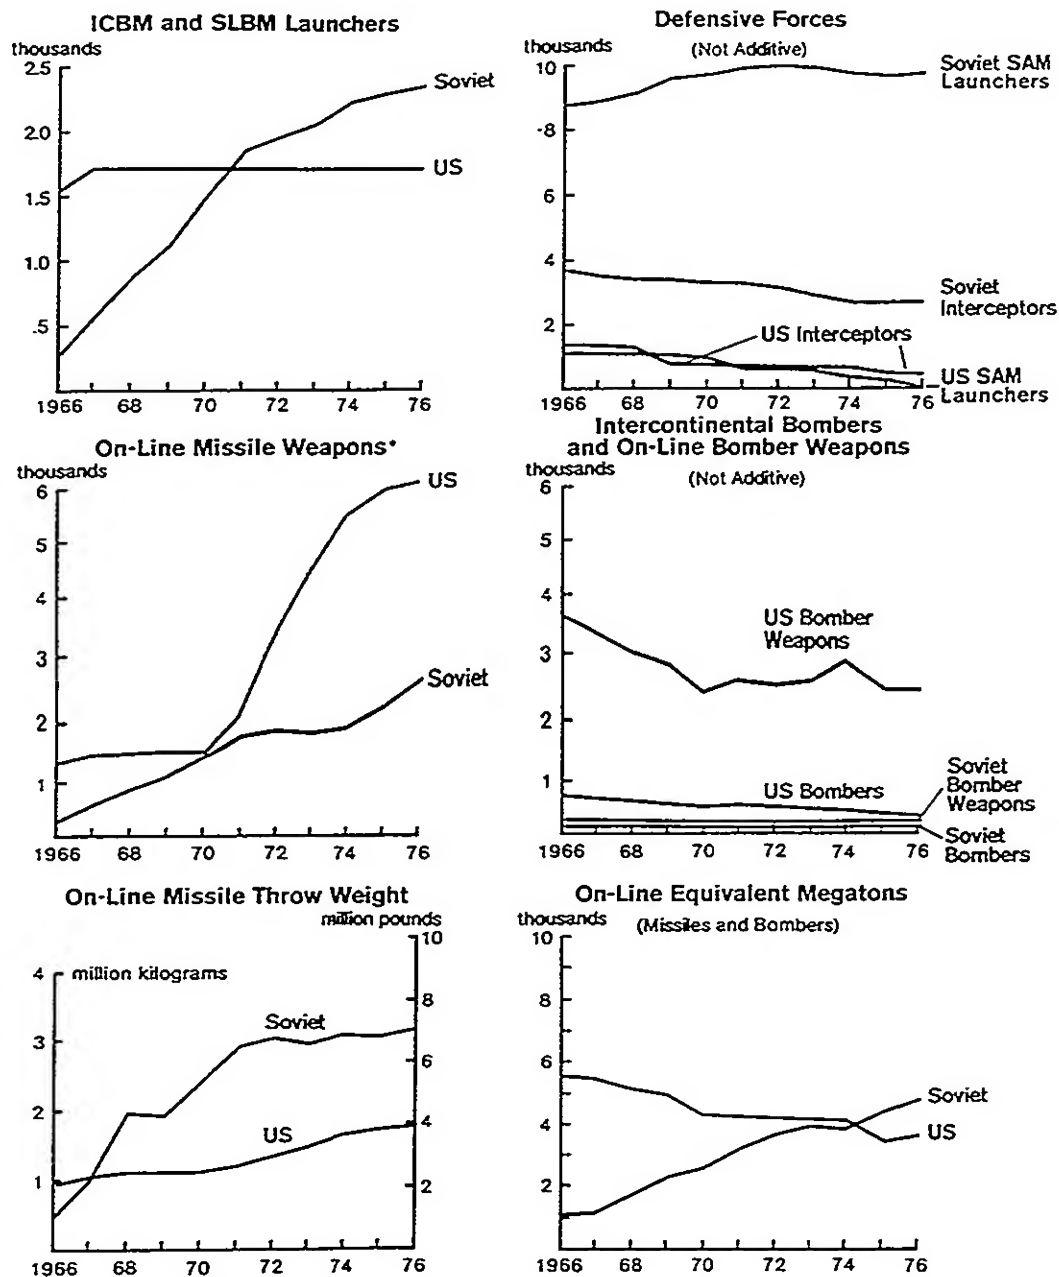 ICBM and SLBM Launchers
thousands
2.5
2.0
1.5
1.0
.5
1966 68 70 72 74 76
Soviet
US
Defensive Forces
(Not Additive)
thousands
10
-8
6
4
2
1966 68 70 72 74 76
Soviet SAM
Launchers
Soviet
Interceptors
US Interceptors
US SAM
Launchers
On-Line Missile Weapons*
thousands
6
5
4
3
2
1
1966 68 70 72 74 76
US
Soviet
Intercontinental Bombers
and On-Line Bomber Weapons
(Not Additive)
thousands
6
5
4
3
2
1
1966 68 70 72 74 76
US Bomber
Weapons
US Bombers
Soviet
Bomber
Weapons
Soviet
Bombers
On-Line Missile Throw Weight
million pounds
10
8
6
4
2
million kilograms
4
3
2
1
1966 68 70 72 74 76
Soviet
US
On-Line Equivalent Megatons
(Missiles and Bombers)
thousands
10
8
6
4
2
1966 68 70 72 74 76
Soviet
US